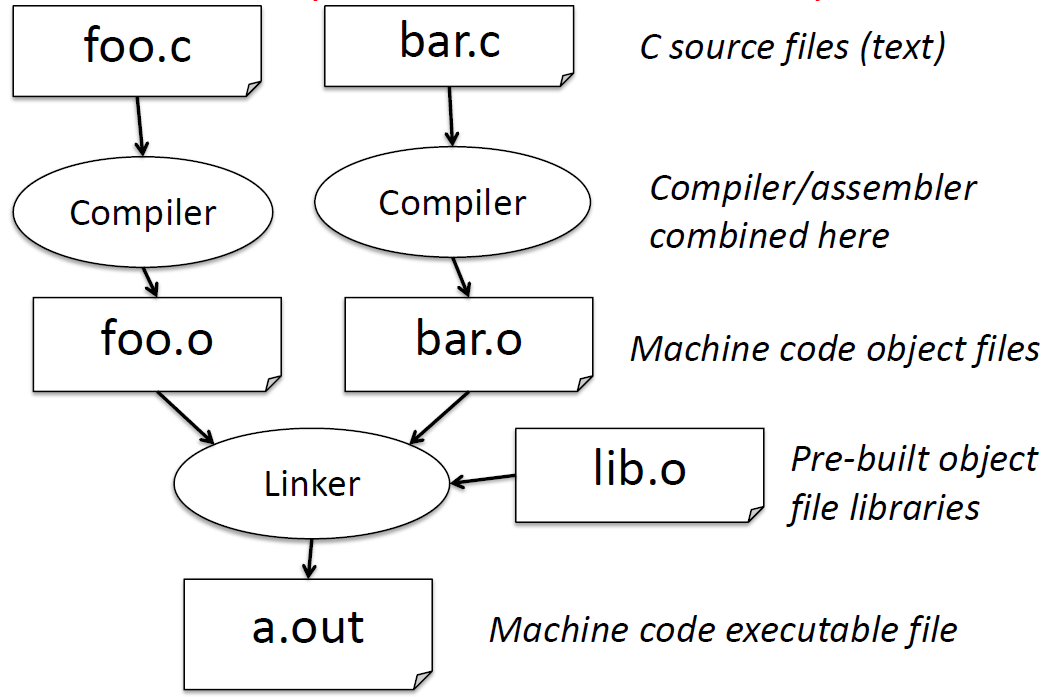 foo.c
bar.c
C source files (text)
Compiler
Compiler
Compiler/assembler
combined here
foo.o
bar.o
Machine code object files
Linker
lib.o
Pre-built object
file libraries
a.out
Machine code executable file